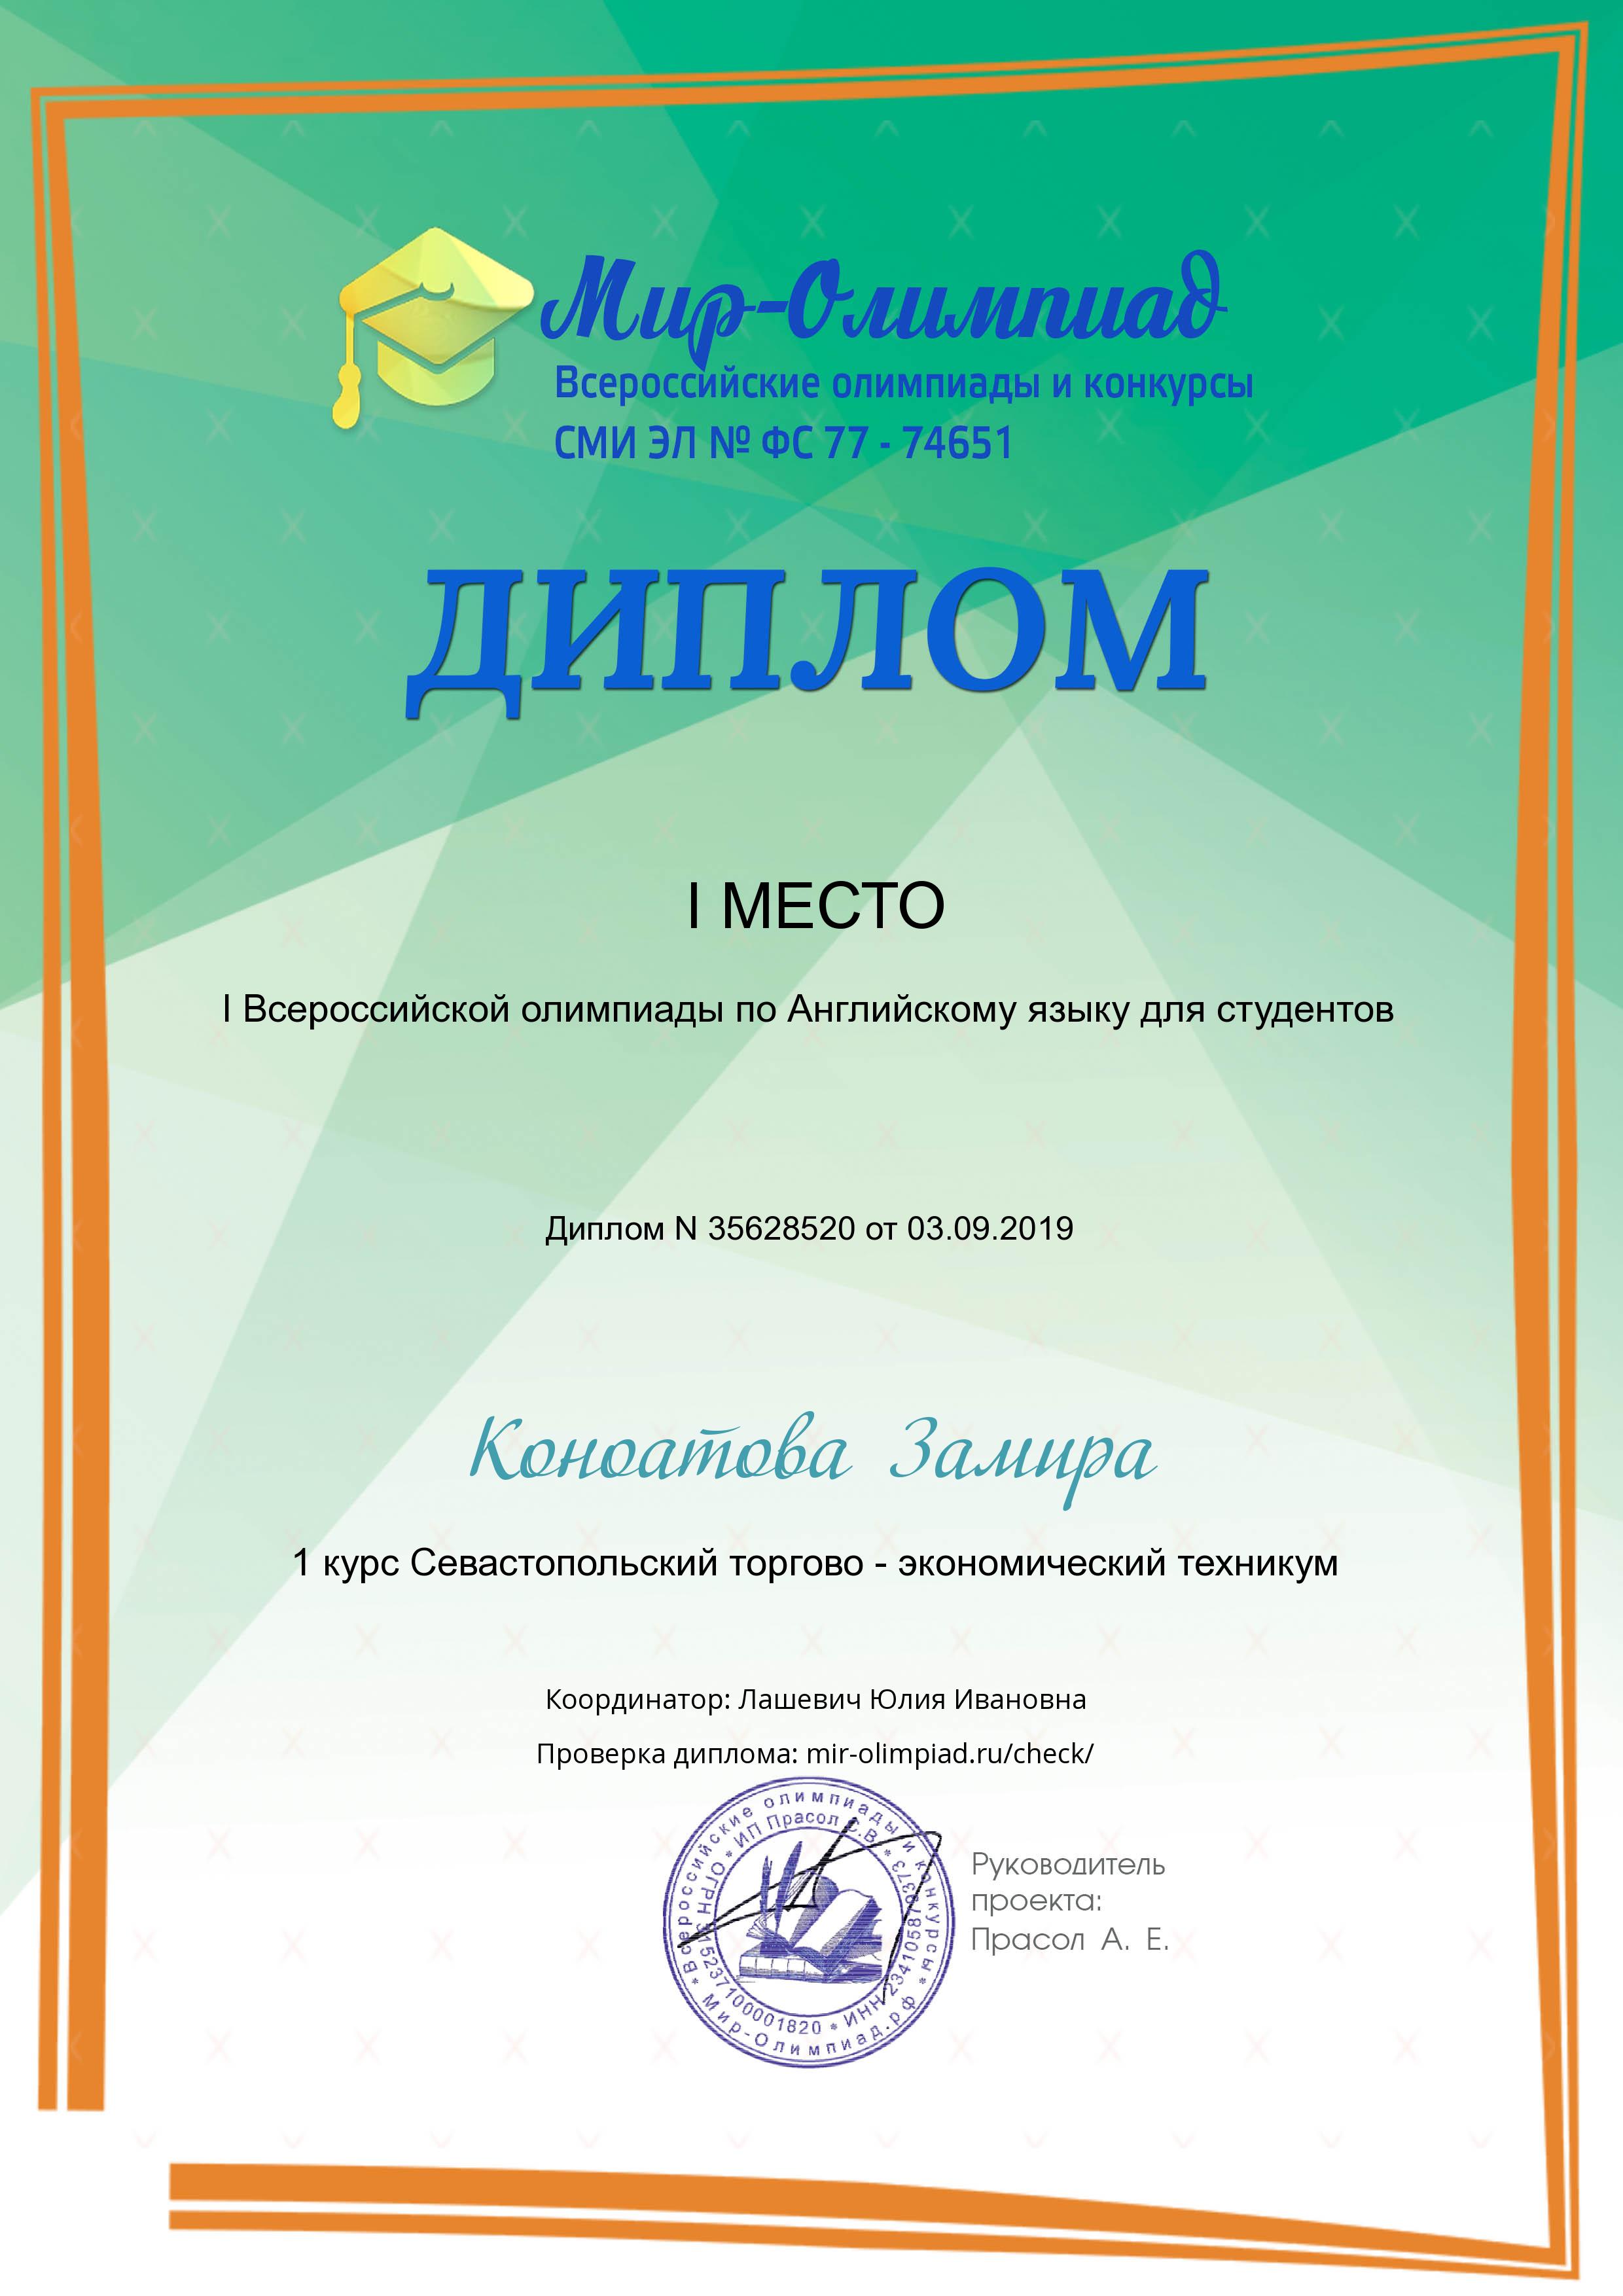 Мир-Олимпиад
Всероссийские олимпиады и конкурсы
СМИ ЭЛ № ФС 77 - 74651
ДИПЛОМ
I МЕСТО
I Всероссийской олимпиады по Английскому языку для студентов
Диплом N 35628520 от 03.09.2019
Коноатова Замира
1 курс Севастопольский торгово - экономический техникум
Координатор: Лашевич Юлия Ивановна
Проверка диплома: mir-olimpiad.ru/check/
* Всероссийские олимпиады и конкурсы *
Мир-Олимпиад.рф
* ИП Прасол С.В. *
ОГРН 315237100001820 * ИНН 234105879373
Руководитель
проекта:
Прасол А. Е.